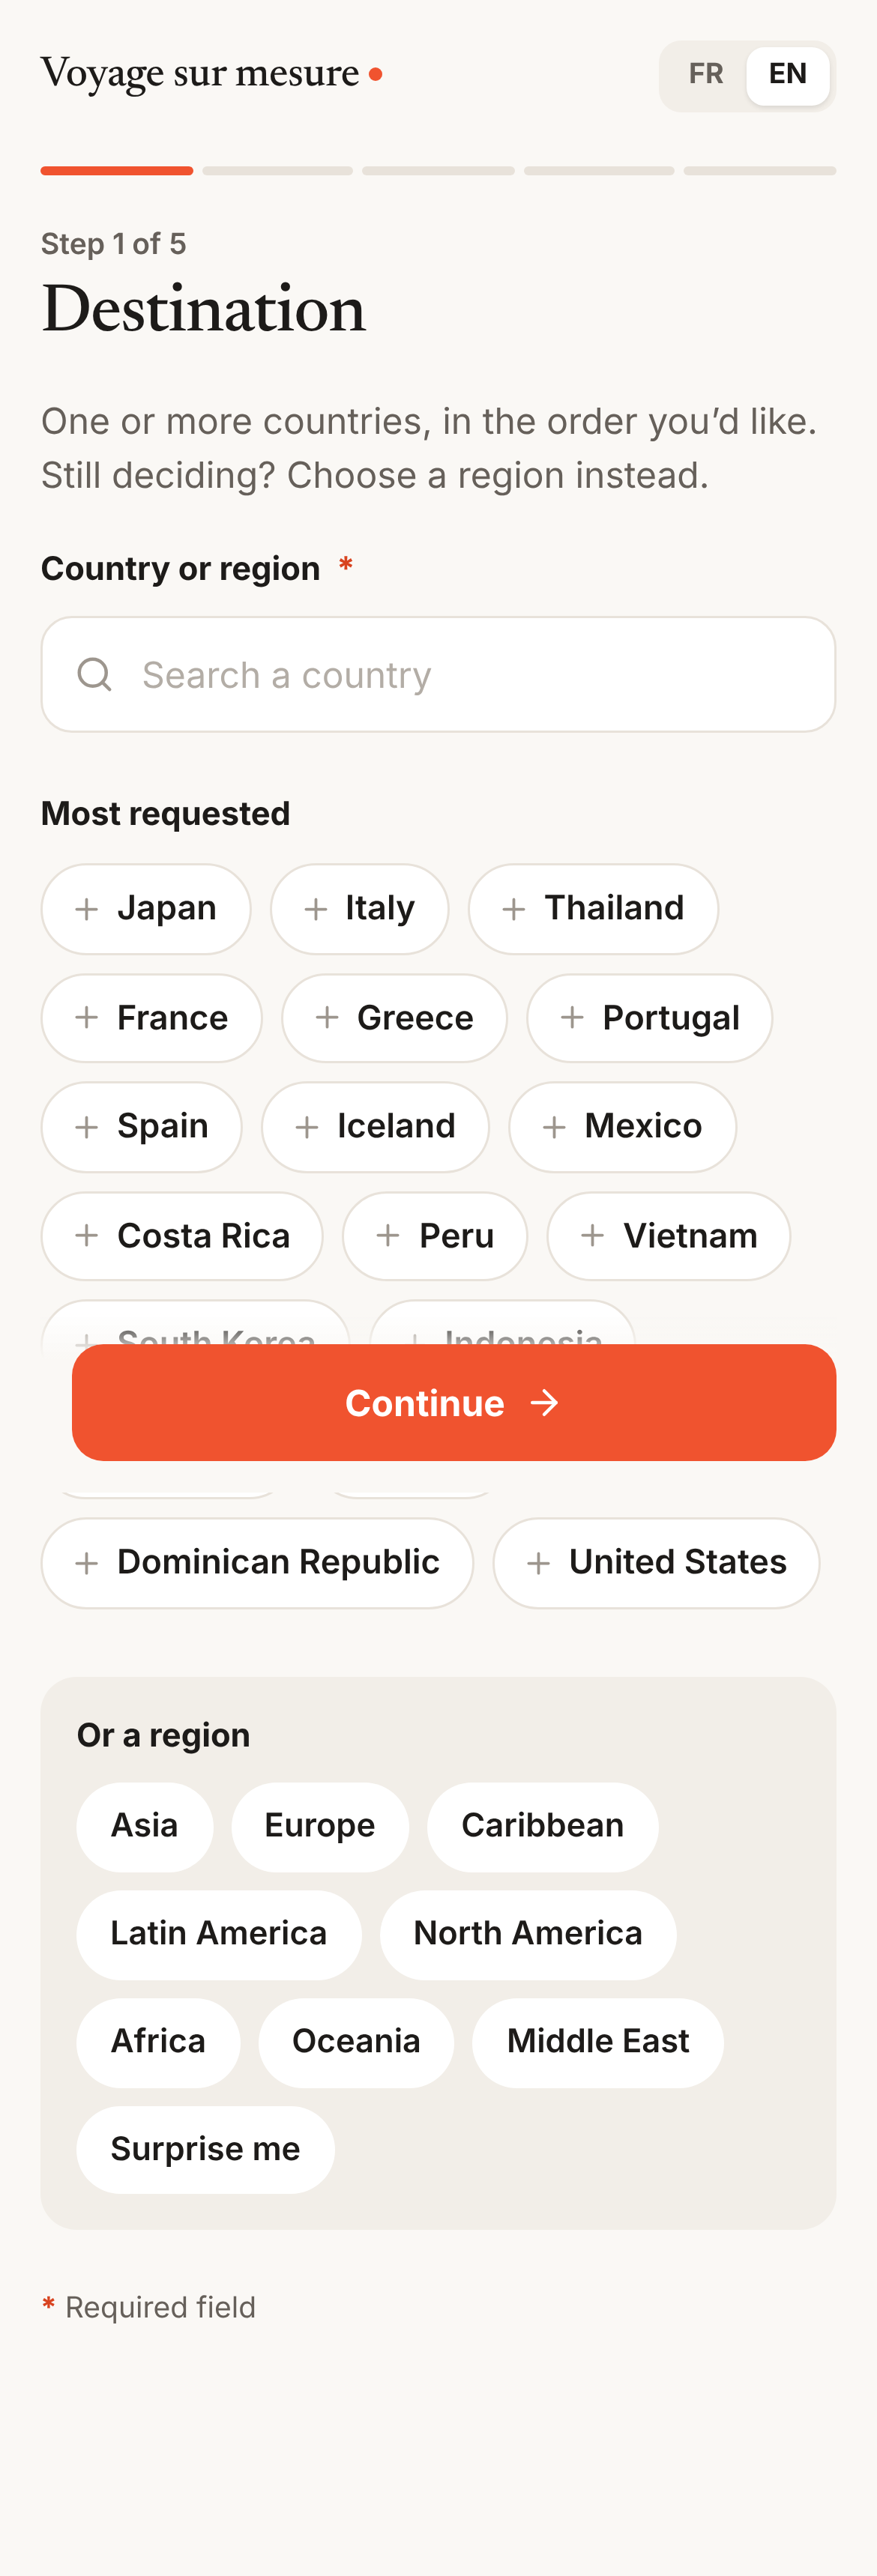 Voyage sur mesure
FR EN
Step 1 of 5
Destination
One or more countries, in the order you’d like.
Still deciding? Choose a region instead.
Country or region *
Search a country
Most requested
+ Japan + Italy + Thailand
+ France + Greece + Portugal
+ Spain + Iceland + Mexico
+ Costa Rica + Peru + Vietnam
+ South Korea + Indonesia
Continue →
+ Dominican Republic + United States
Or a region
Asia Europe Caribbean
Latin America North America
Africa Oceania Middle East
Surprise me
* Required field